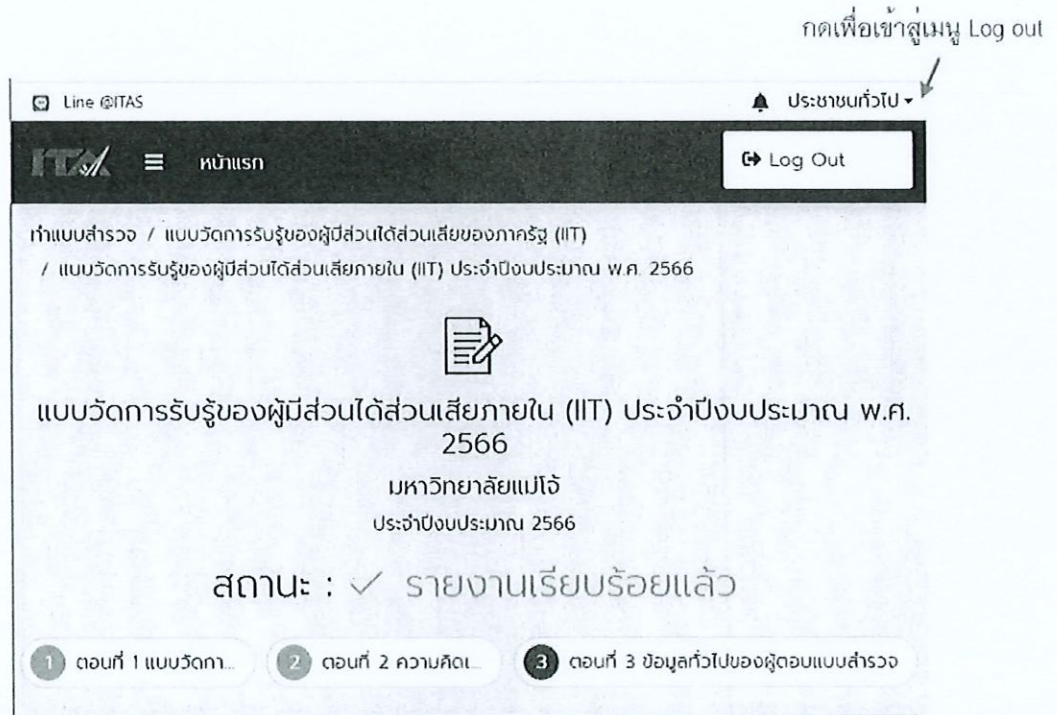 กดเพื่อเข้าสู่เมนู Log out
Line @ITAS
ประชาชนทั่วไป
ITA
หน้าแรก
Log Out
ทำแบบสำรวจ / แบบวัดการรับรู้ของผู้มีส่วนได้ส่วนเสียของภาครัฐ (IIT)
/ แบบวัดการรับรู้ของผู้มีส่วนได้ส่วนเสียภายใน (IIT) ประจำปีงบประมาณ พ.ศ. 2566
แบบวัดการรับรู้ของผู้มีส่วนได้ส่วนเสียภายใน (IIT) ประจำปีงบประมาณ พ.ศ.
2566
มหาวิทยาลัยแม่โจ้
ประจำปีงบประมาณ 2566
สถานะ : ✓ รายงานเรียบร้อยแล้ว
1 ตอนที่ 1 แบบวัดกา... 2 ตอนที่ 2 ความคิดเ... 3 ตอนที่ 3 ข้อมูลทั่วไปของผู้ตอบแบบสำรวจ